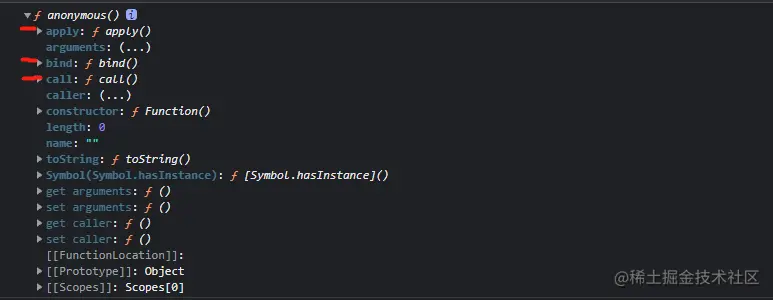 ▼ƒ anonymous() i
▶ apply: ƒ apply()
arguments: (...)
▶ bind: ƒ bind()
▶ call: ƒ call()
caller: (...)
▶ constructor: ƒ Function()
length: 0
name: ""
▶ toString: ƒ toString()
▶ Symbol(Symbol.hasInstance): ƒ [Symbol.hasInstance]()
▶ get arguments: ƒ ()
▶ set arguments: ƒ ()
▶ get caller: ƒ ()
▶ set caller: ƒ ()
[[FunctionLocation]]:
▶ [[Prototype]]: Object
▶ [[Scopes]]: Scopes[0]
@稀土掘金技术社区